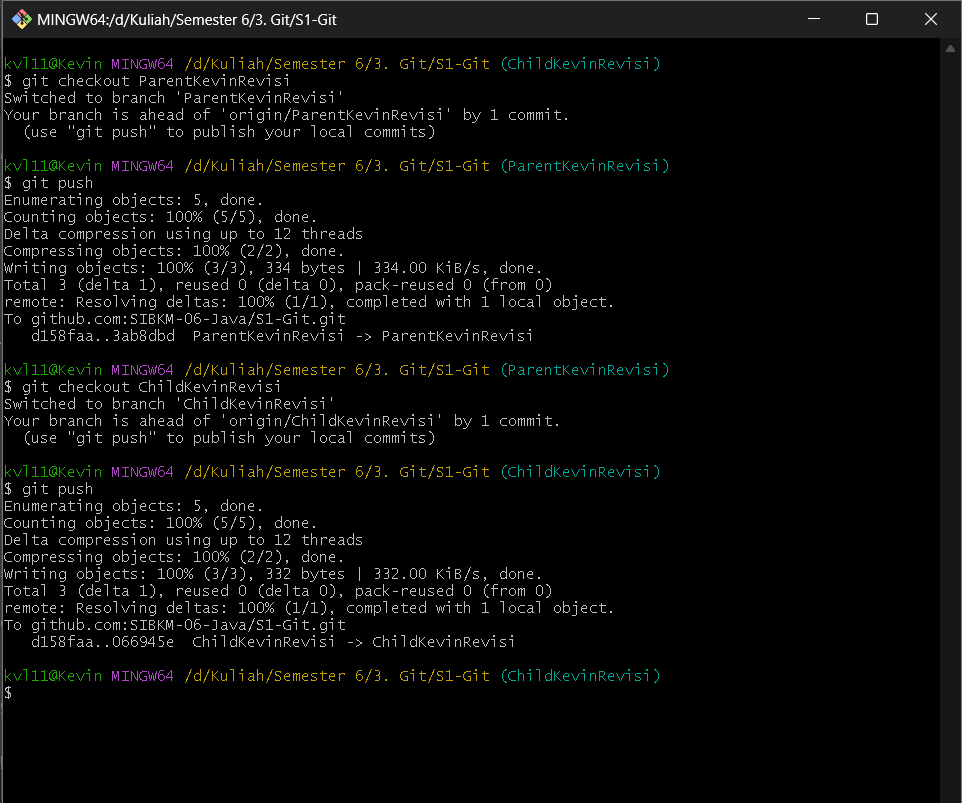 MINGW64:/d/Kuliah/Semester 6/3. Git/S1-Git
kvl11@Kevin MINGW64 /d/Kuliah/Semester 6/3. Git/S1-Git (ChildKevinRevisi)
$ git checkout ParentKevinRevisi
Switched to branch 'ParentKevinRevisi'
Your branch is ahead of 'origin/ParentKevinRevisi' by 1 commit.
  (use "git push" to publish your local commits)
kvl11@Kevin MINGW64 /d/Kuliah/Semester 6/3. Git/S1-Git (ParentKevinRevisi)
$ git push
Enumerating objects: 5, done.
Counting objects: 100% (5/5), done.
Delta compression using up to 12 threads
Compressing objects: 100% (2/2), done.
Writing objects: 100% (3/3), 334 bytes | 334.00 KiB/s, done.
Total 3 (delta 1), reused 0 (delta 0), pack-reused 0 (from 0)
remote: Resolving deltas: 100% (1/1), completed with 1 local object.
To github.com:SIBKM-06-Java/S1-Git.git
   d158faa..3ab8dbd  ParentKevinRevisi -> ParentKevinRevisi
kvl11@Kevin MINGW64 /d/Kuliah/Semester 6/3. Git/S1-Git (ParentKevinRevisi)
$ git checkout ChildKevinRevisi
Switched to branch 'ChildKevinRevisi'
Your branch is ahead of 'origin/ChildKevinRevisi' by 1 commit.
  (use "git push" to publish your local commits)
kvl11@Kevin MINGW64 /d/Kuliah/Semester 6/3. Git/S1-Git (ChildKevinRevisi)
$ git push
Enumerating objects: 5, done.
Counting objects: 100% (5/5), done.
Delta compression using up to 12 threads
Compressing objects: 100% (2/2), done.
Writing objects: 100% (3/3), 332 bytes | 332.00 KiB/s, done.
Total 3 (delta 1), reused 0 (delta 0), pack-reused 0 (from 0)
remote: Resolving deltas: 100% (1/1), completed with 1 local object.
To github.com:SIBKM-06-Java/S1-Git.git
   d158faa..066945e  ChildKevinRevisi -> ChildKevinRevisi
kvl11@Kevin MINGW64 /d/Kuliah/Semester 6/3. Git/S1-Git (ChildKevinRevisi)
$